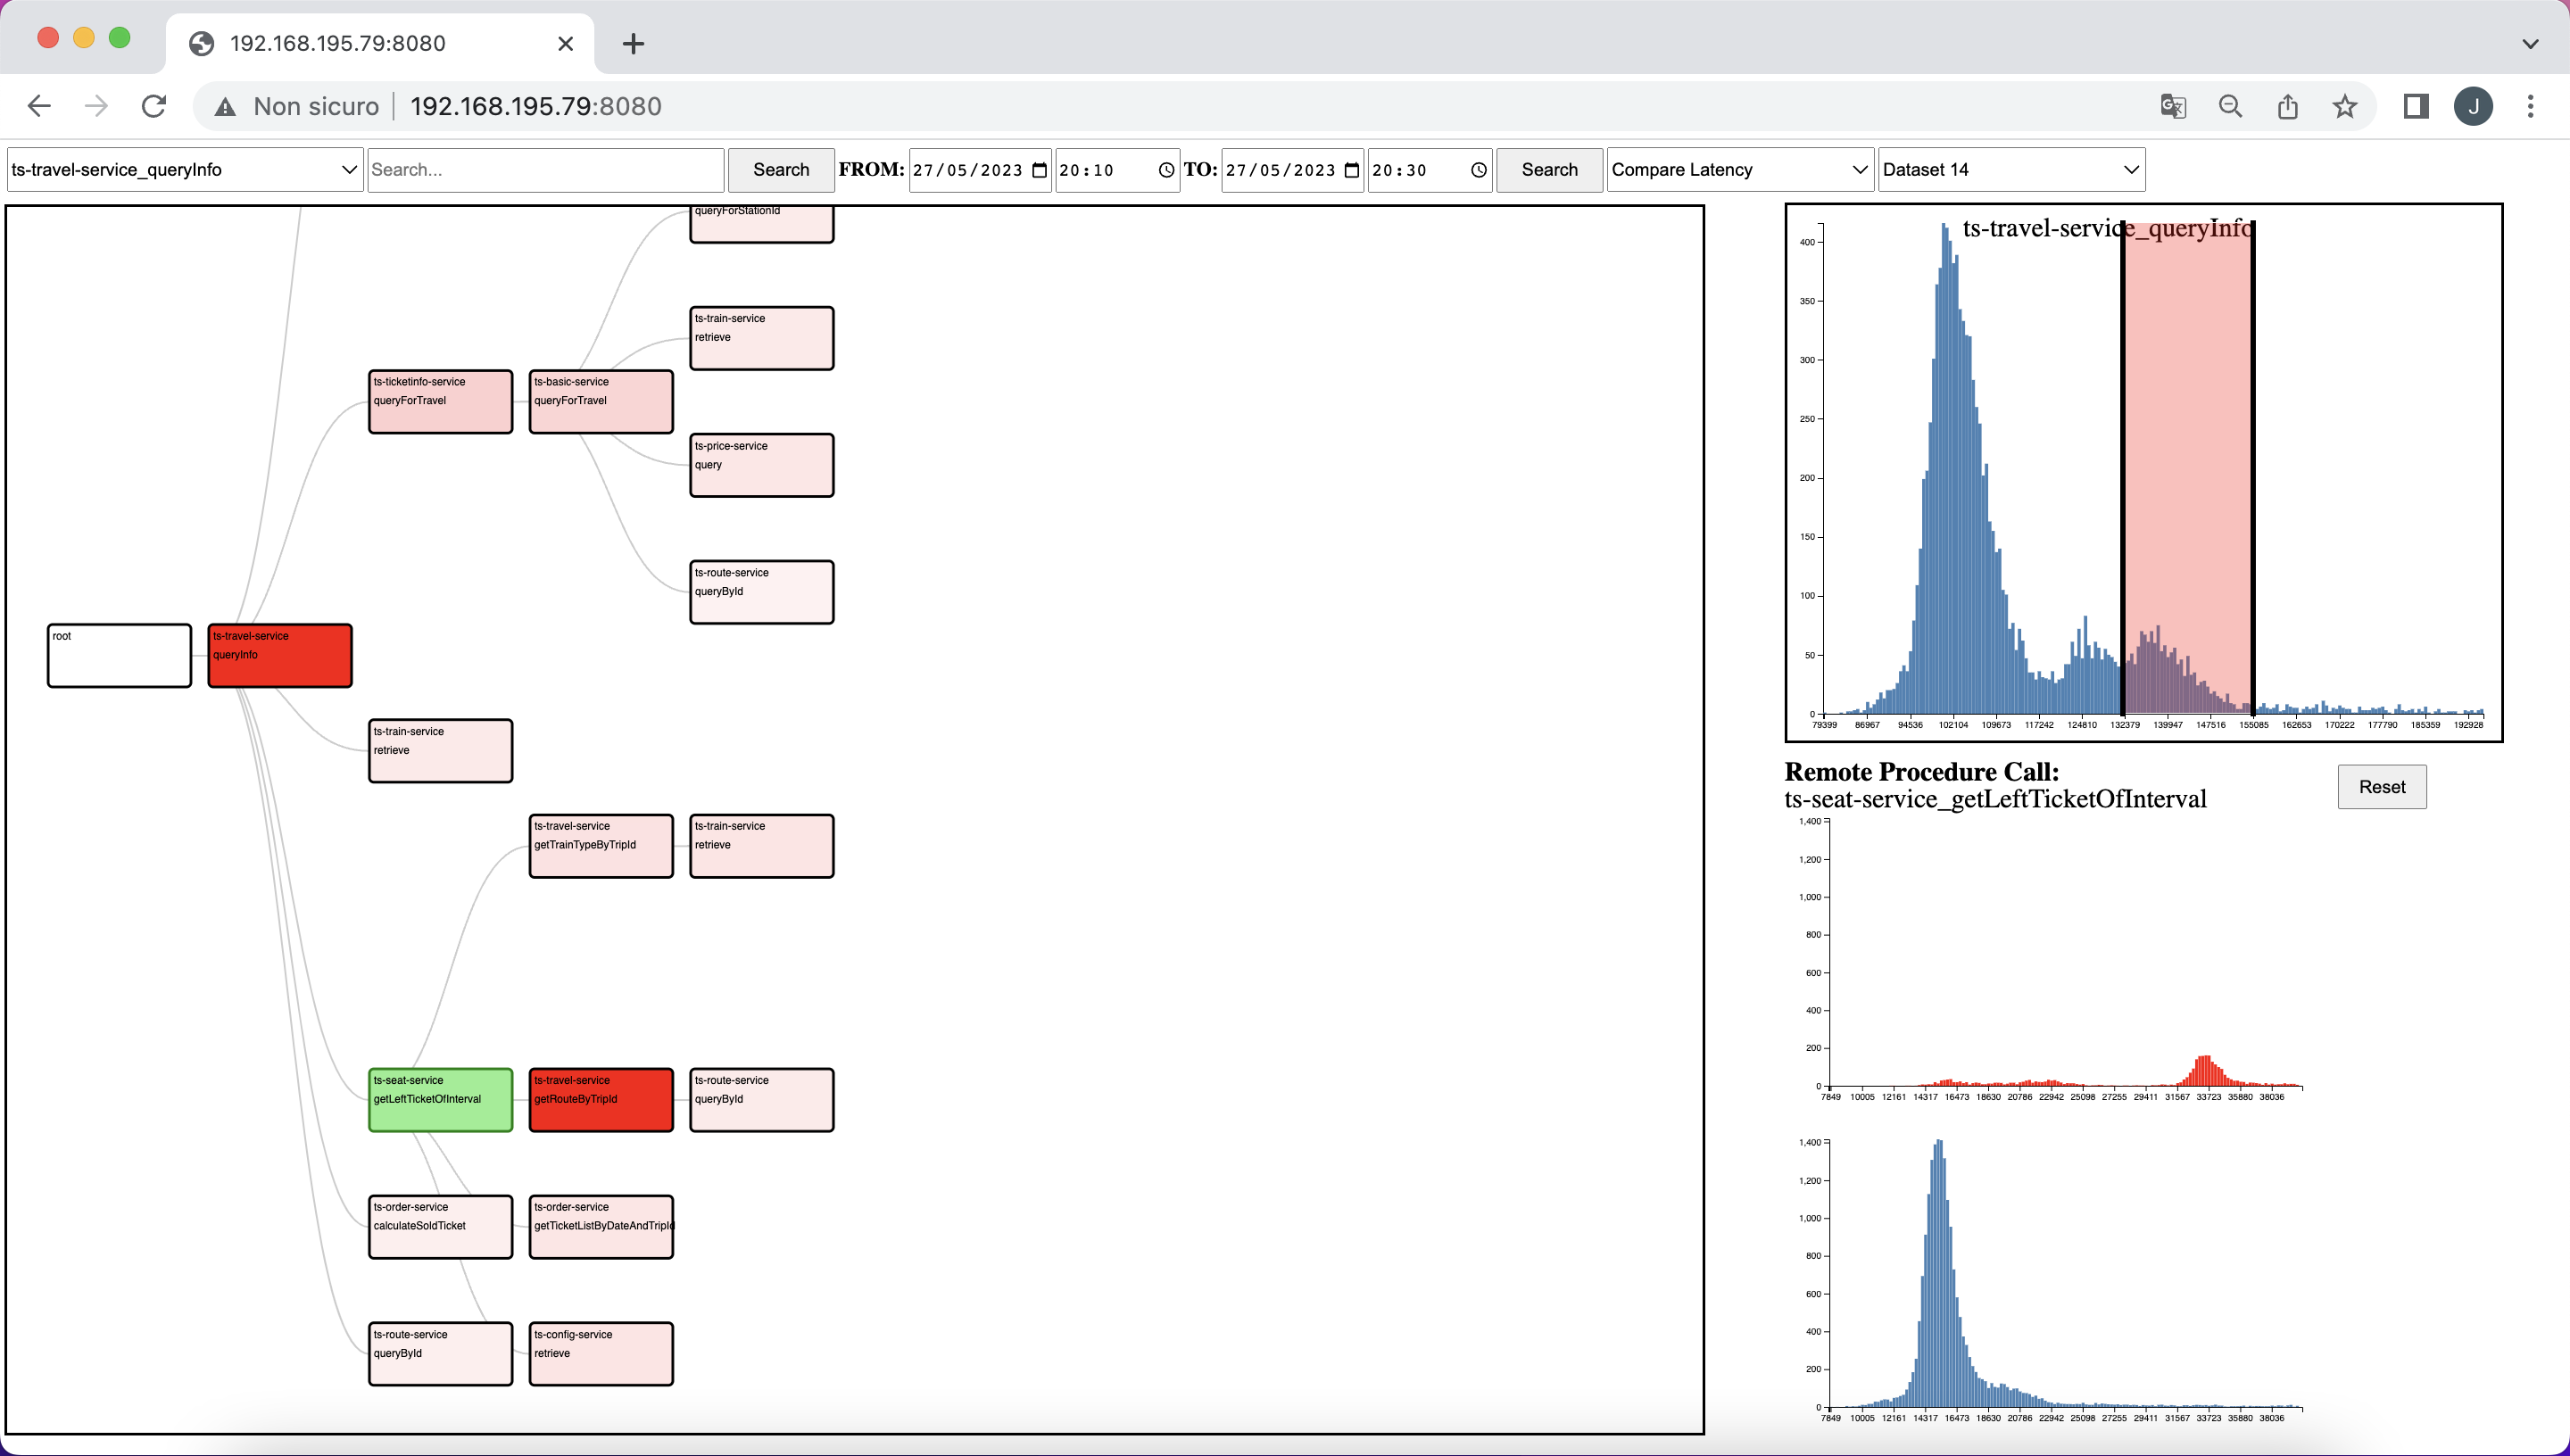 192.168.195.79:8080
Non sicuro
192.168.195.79:8080
J
ts-travel-service_queryInfo
Search...
Search
FROM:
27/05/2023
20:10
TO:
27/05/2023
20:30
Search
Compare Latency
Dataset 14
queryForStationId
ts-train-service
retrieve
ts-ticketinfo-service
queryForTravel
ts-basic-service
queryForTravel
ts-price-service
query
ts-route-service
queryById
root
ts-travel-service
queryInfo
ts-train-service
retrieve
ts-travel-service
getTrainTypeByTripId
ts-train-service
retrieve
ts-seat-service
getLeftTicketOfInterval
ts-travel-service
getRouteByTripId
ts-route-service
queryById
ts-order-service
calculateSoldTicket
ts-order-service
getTicketListByDateAndTripId
ts-route-service
queryById
ts-config-service
retrieve
ts-travel-service_queryInfo
400
350
300
250
200
150
100
50
0
79399 86967 94536 102104 109673 117242 124810 132379 139947 147516 155085 162653 170222 177790 185359 192928
Remote Procedure Call:
ts-seat-service_getLeftTicketOfInterval
Reset
1,400
1,200
1,000
800
600
400
200
0
7849 10005 12161 14317 16473 18630 20786 22942 25098 27255 29411 31567 33723 35880 38036
1,400
1,200
1,000
800
600
400
200
0
7849 10005 12161 14317 16473 18630 20786 22942 25098 27255 29411 31567 33723 35880 38036